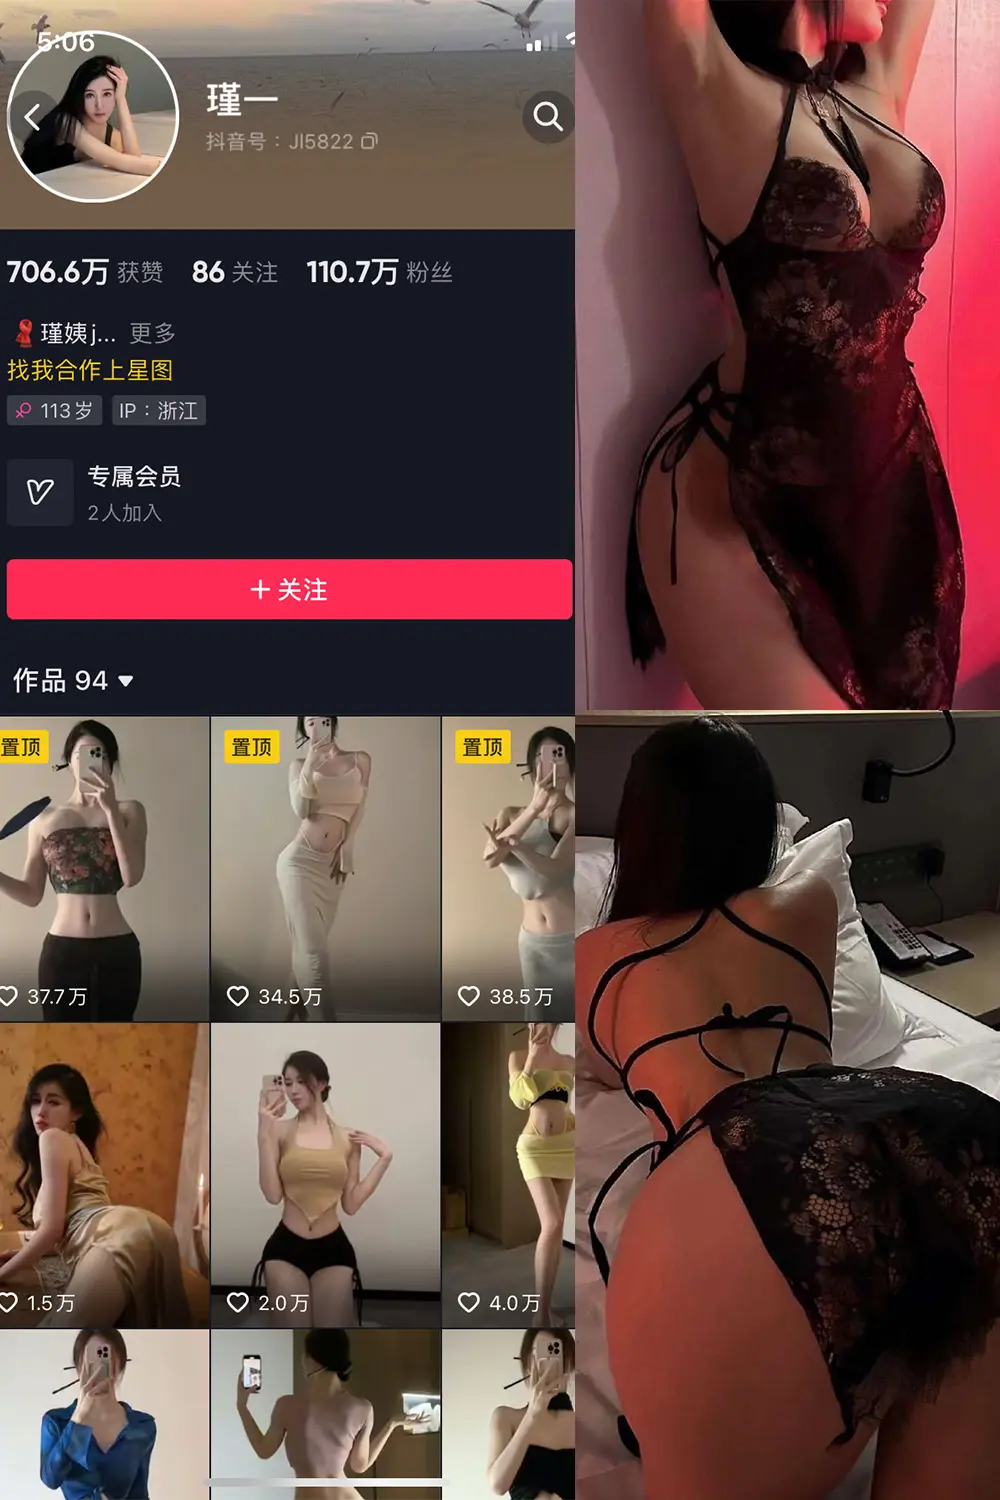 5:06
瑾一
抖音号：JI5822
706.6万 获赞 86 关注 110.7万 粉丝
瑾姨j... 更多
找我合作上星图
113岁 IP：浙江
专属会员
2人加入
+ 关注
作品 94
置顶 置顶 置顶
37.7万 34.5万 38.5万
1.5万 2.0万 4.0万